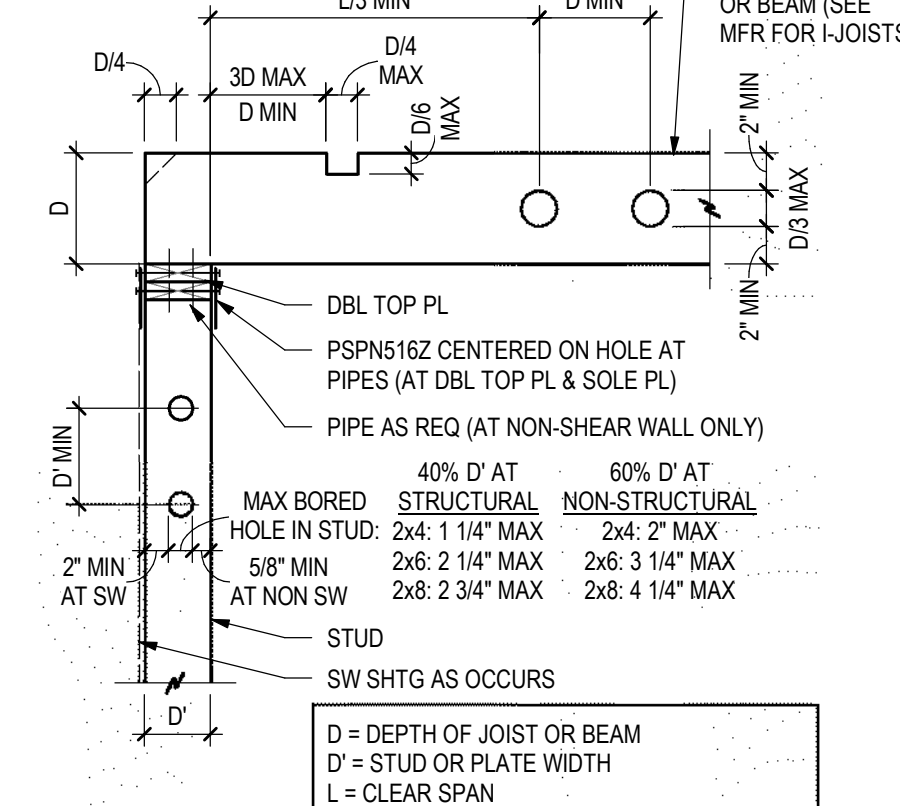 L/3 MIN
D MIN
OR BEAM (SEE
MFR FOR I-JOISTS
D/4
3D MAX
D MIN
D/4
MAX
D/6
MAX
2" MIN
D/3 MAX
2" MIN
D
DBL TOP PL
PSPN516Z CENTERED ON HOLE AT
PIPES (AT DBL TOP PL & SOLE PL)
PIPE AS REQ (AT NON-SHEAR WALL ONLY)
D' MIN
MAX BORED
HOLE IN STUD:
40% D' AT
STRUCTURAL
2x4: 1 1/4" MAX
2x6: 2 1/4" MAX
2x8: 2 3/4" MAX
60% D' AT
NON-STRUCTURAL
2x4: 2" MAX
2x6: 3 1/4" MAX
2x8: 4 1/4" MAX
2" MIN
AT SW
5/8" MIN
AT NON SW
STUD
SW SHTG AS OCCURS
D'
D = DEPTH OF JOIST OR BEAM
D' = STUD OR PLATE WIDTH
L = CLEAR SPAN